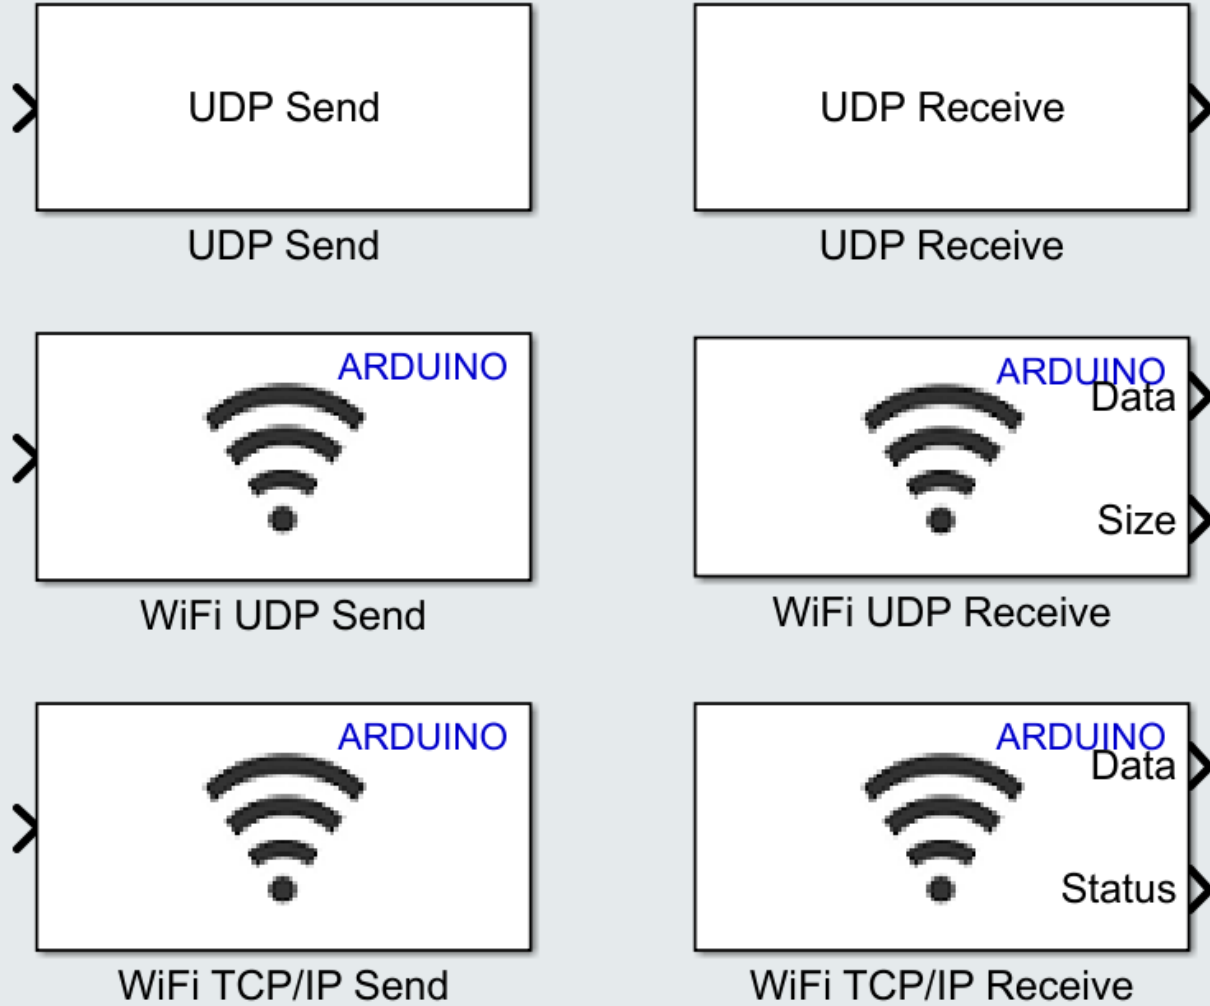 UDP Send
UDP Receive
UDP Send
UDP Receive
ARDUINO
ARDUINO
Data
Size
WiFi UDP Send
WiFi UDP Receive
ARDUINO
ARDUINO
Data
Status
WiFi TCP/IP Send
WiFi TCP/IP Receive